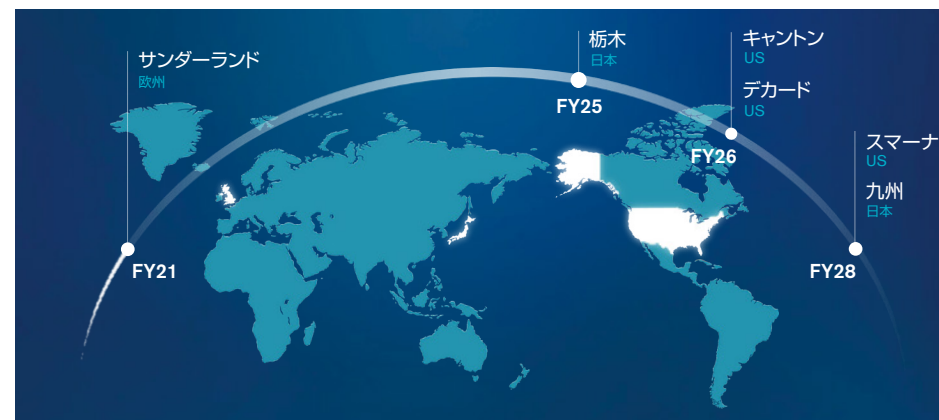 サンダーランド
欧州
FY21
栃木
日本
FY25
キャントン
US
デカード
US
FY26
スマーナ
US
九州
日本
FY28